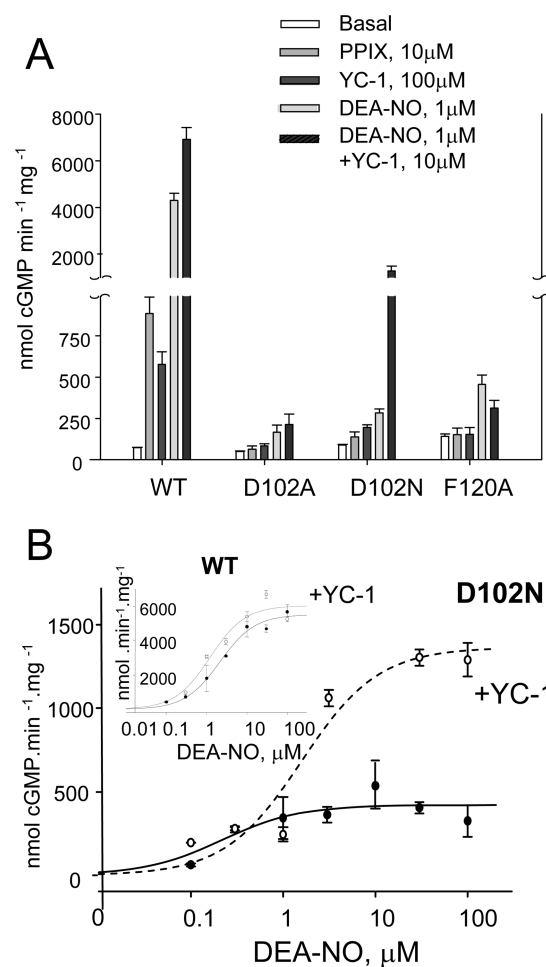 A
Basal
PPIX, 10μM
YC-1, 100μM
DEA-NO, 1μM
DEA-NO, 1μM
+YC-1, 10μM
nmol cGMP min -1 mg -1
8000
6000
4000
2000
750
500
250
0
WT D102A D102N F120A
B
WT
D102N
+YC-1
nmol .min-1.mg-1
6000
4000
2000
0.01 0.1 1 10 100
DEA-NO, μM
+YC-1
nmol cGMP.min -1.mg -1
1500
1000
500
0
0 0.1 1 10 100
DEA-NO, μM